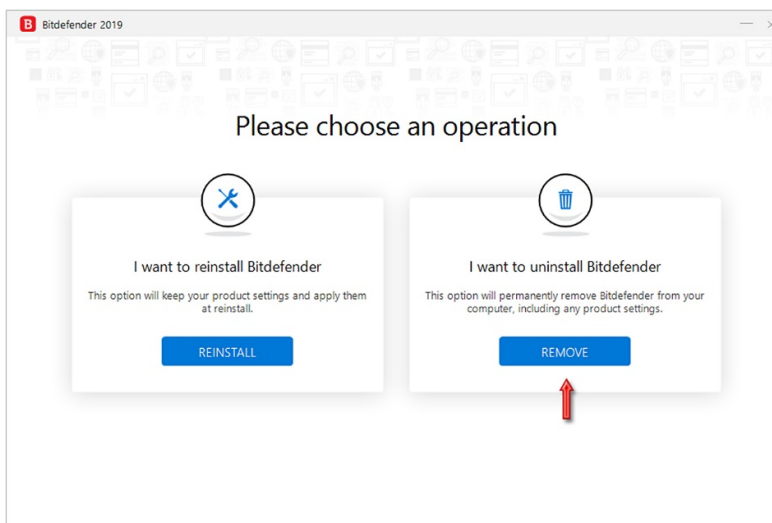 B Bitdefender 2019
Please choose an operation
I want to reinstall Bitdefender
This option will keep your product settings and apply them
at reinstall.
REINSTALL
I want to uninstall Bitdefender
This option will permanently remove Bitdefender from your
computer, including any product settings.
REMOVE